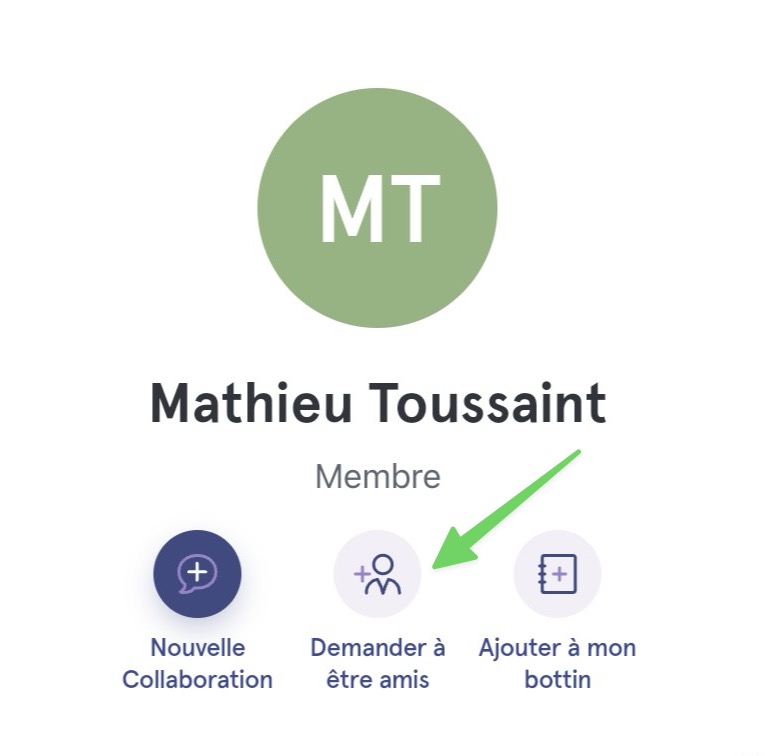 MT
Mathieu Toussaint
Membre
Nouvelle Collaboration
Demander à être amis
Ajouter à mon bottin